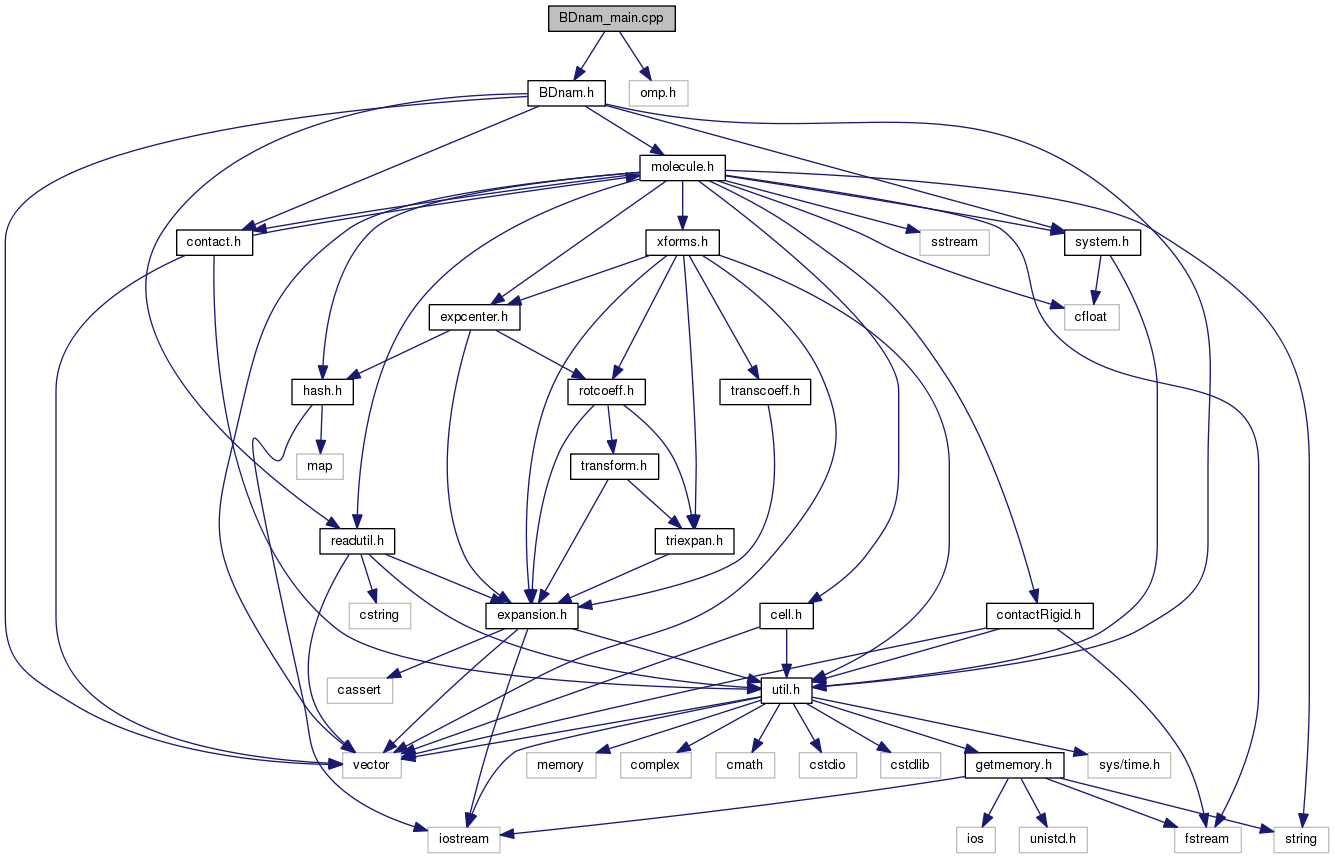 BDnam_main.cpp
BDnam.h
omp.h
molecule.h
contact.h
xforms.h
sstream
system.h
expcenter.h
cfloat
hash.h
rotcoeff.h
transcoeff.h
map
transform.h
readutil.h
triexpan.h
cstring
expansion.h
cell.h
contactRigid.h
cassert
util.h
vector
memory
complex
cmath
cstdio
cstdlib
getmemory.h
sys/time.h
iostream
ios
unistd.h
fstream
string